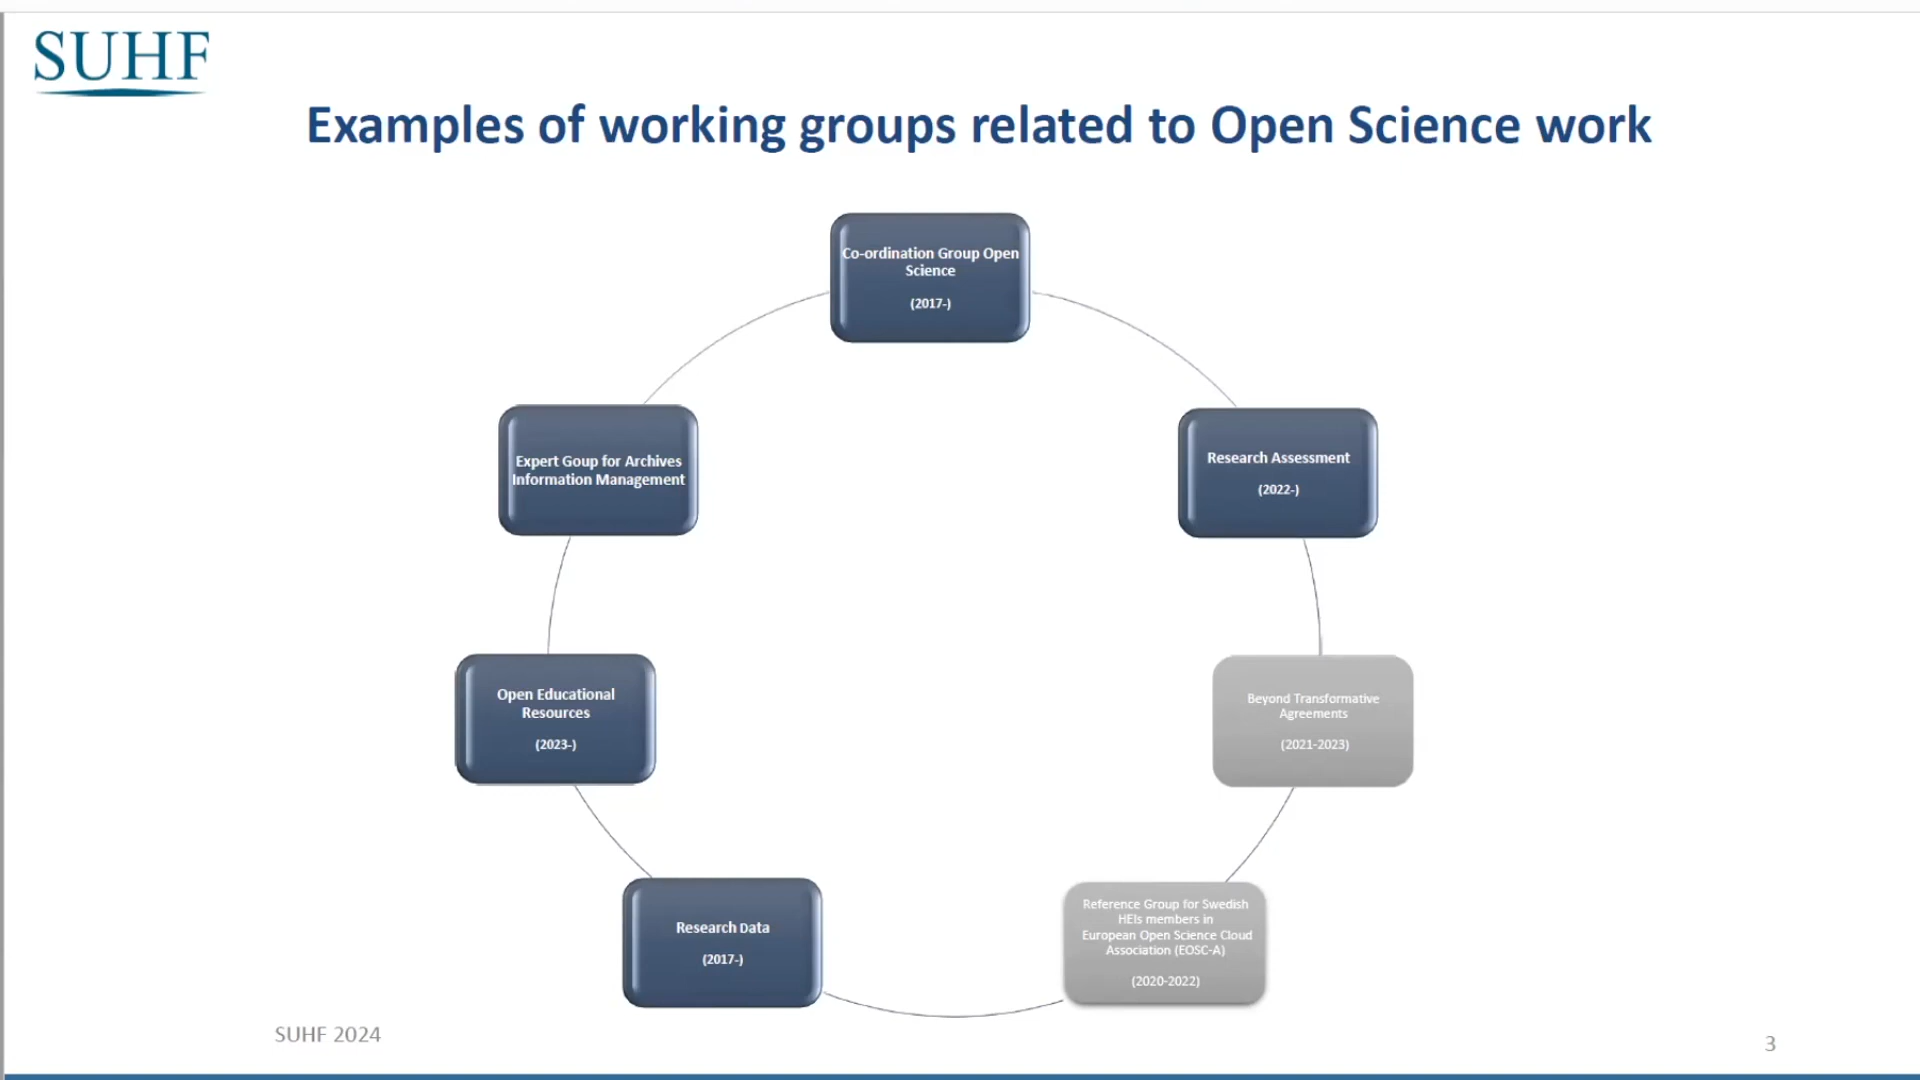 SUHF
Examples of working groups related to Open Science work
Co-ordination Group Open
Science
(2017-)
Research Assessment
(2022-)
Beyond Transformative
Agreements
(2021-2023)
Reference Group for Swedish
HEIs members in
European Open Science Cloud
Association (EOSC-A)
(2020-2022)
Research Data
(2017-)
Open Educational
Resources
(2023-)
Expert Goup for Archives
Information Management
SUHF 2024
3